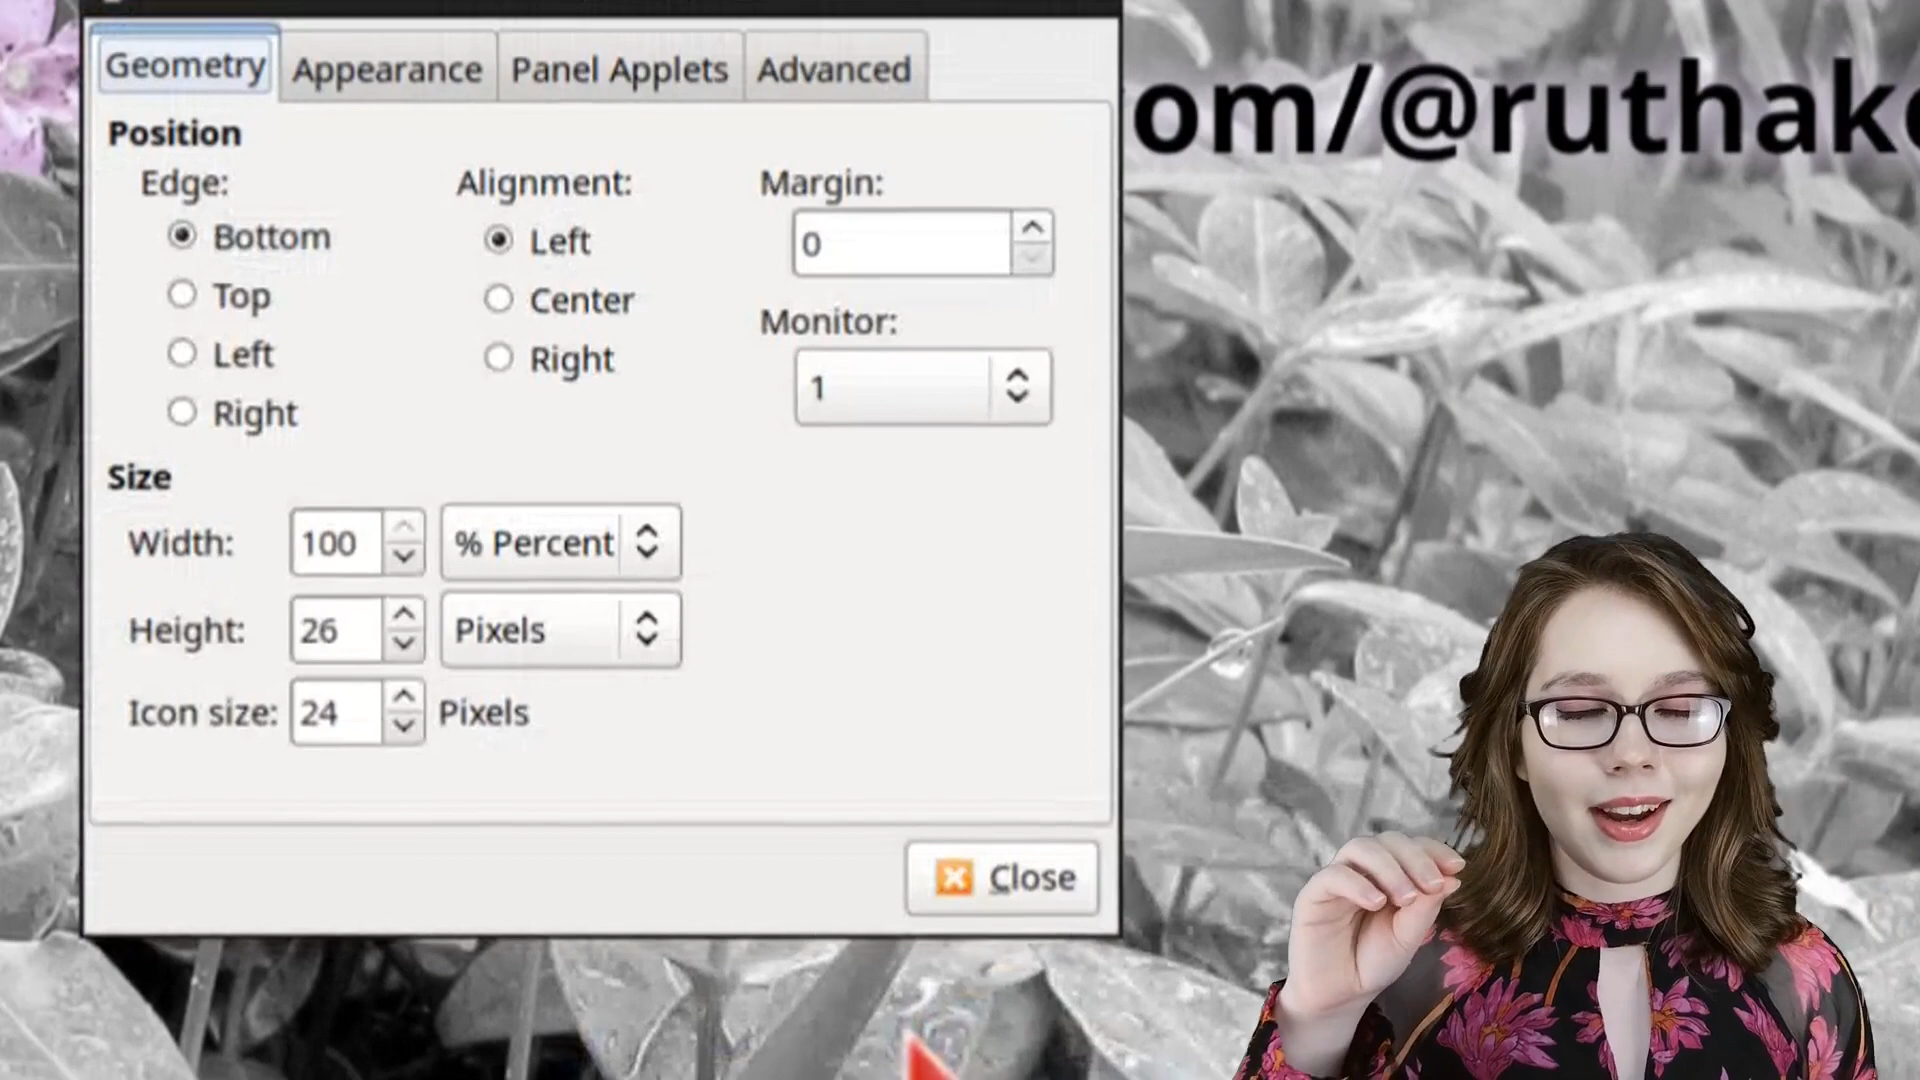 Geometry Appearance Panel Applets Advanced
om/@ruthak
Position
Edge: Alignment: Margin:
Bottom Left 0
Top Center
Monitor:
Left Right 1
Right
Size
Width: 100 % Percent
Height: 26 Pixels
Icon size: 24 Pixels
Close